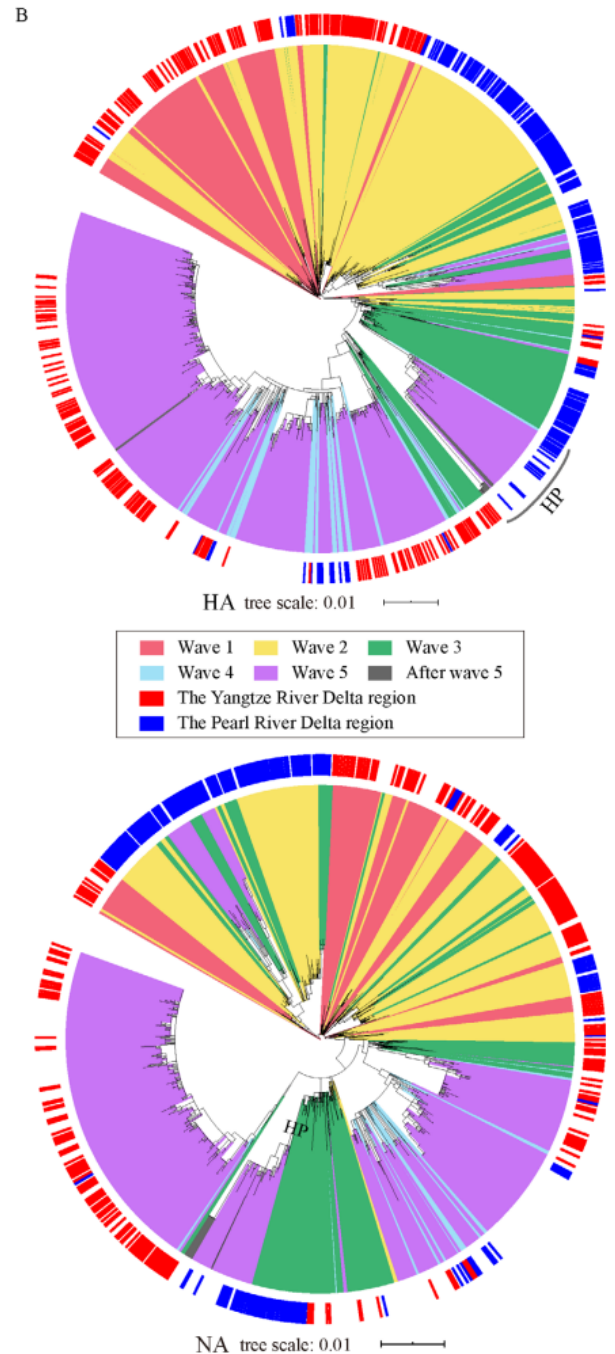 B
HP
HA tree scale: 0.01
Wave 1 Wave 2 Wave 3
Wave 4 Wave 5 After wave 5
The Yangtze River Delta region
The Pearl River Delta region
HP
NA tree scale: 0.01